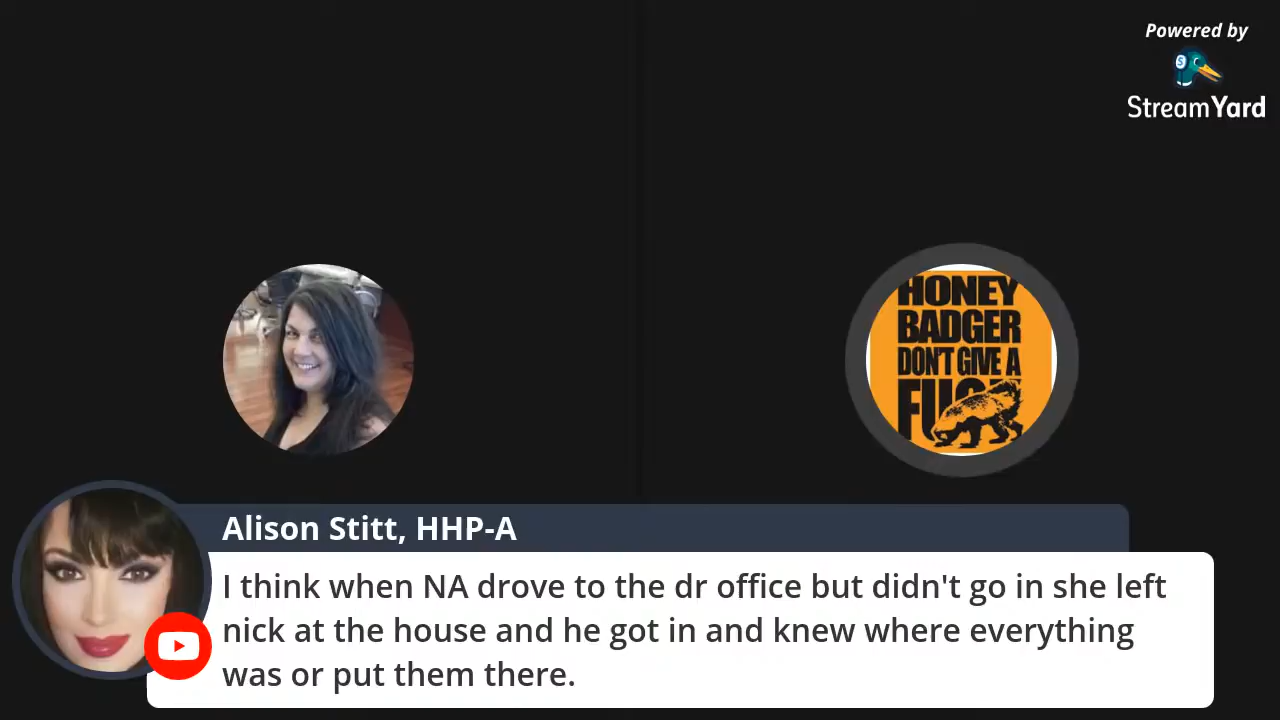 Powered by
StreamYard
HONEY
BADGER
DON'T GIVE A
Alison Stitt, HHP-A
I think when NA drove to the dr office but didn't go in she left
nick at the house and he got in and knew where everything
was or put them there.